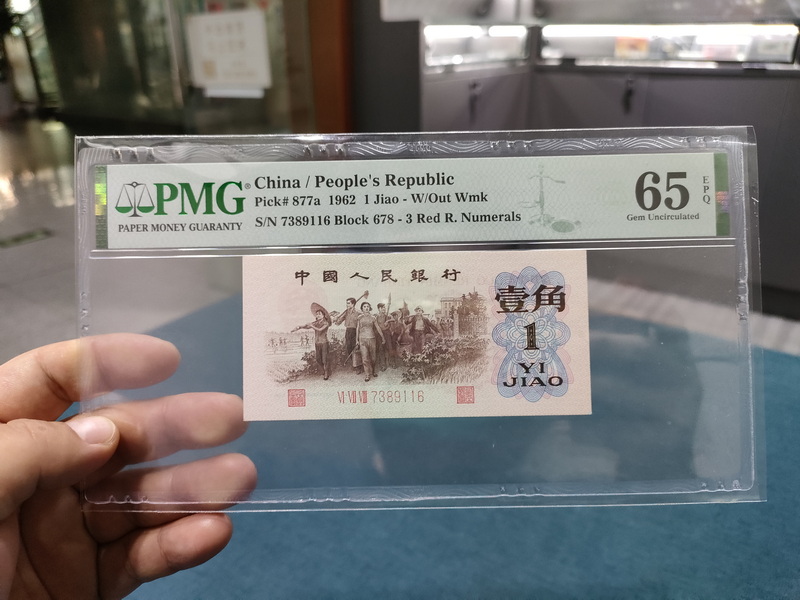 PMG®
PAPER MONEY GUARANTY
China / People's Republic
Pick# 877a 1962 1 Jiao - W/Out Wmk
S/N 7389116 Block 678 - 3 Red R. Numerals
65
EPQ
Gem Uncirculated
中國人民銀行
壹角
1
YI
JIAO
VI VII VIII 7389116